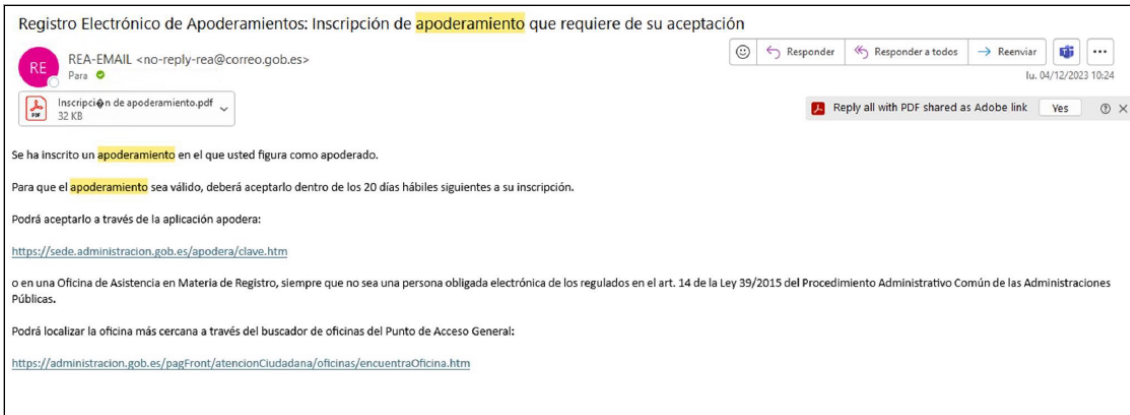 Registro Electrónico de Apoderamientos: Inscripción de apoderamiento que requiere de su aceptación
RE
REA-EMAIL <no-reply-rea@correo.gob.es>
Para
Responder
Responder a todos
Reenviar
lu. 04/12/2023 10:24
PDF
Inscripci�n de apoderamiento.pdf
32 KB
Reply all with PDF shared as Adobe link
Yes
Se ha inscrito un apoderamiento en el que usted figura como apoderado.
Para que el apoderamiento sea válido, deberá aceptarlo dentro de los 20 días hábiles siguientes a su inscripción.
Podrá aceptarlo a través de la aplicación apodera:
https://sede.administracion.gob.es/apodera/clave.htm
o en una Oficina de Asistencia en Materia de Registro, siempre que no sea una persona obligada electrónica de los regulados en el art. 14 de la Ley 39/2015 del Procedimiento Administrativo Común de las Administraciones
Públicas.
Podrá localizar la oficina más cercana a través del buscador de oficinas del Punto de Acceso General:
https://administracion.gob.es/pagFront/atencionCiudadana/oficinas/encuentraOficina.htm